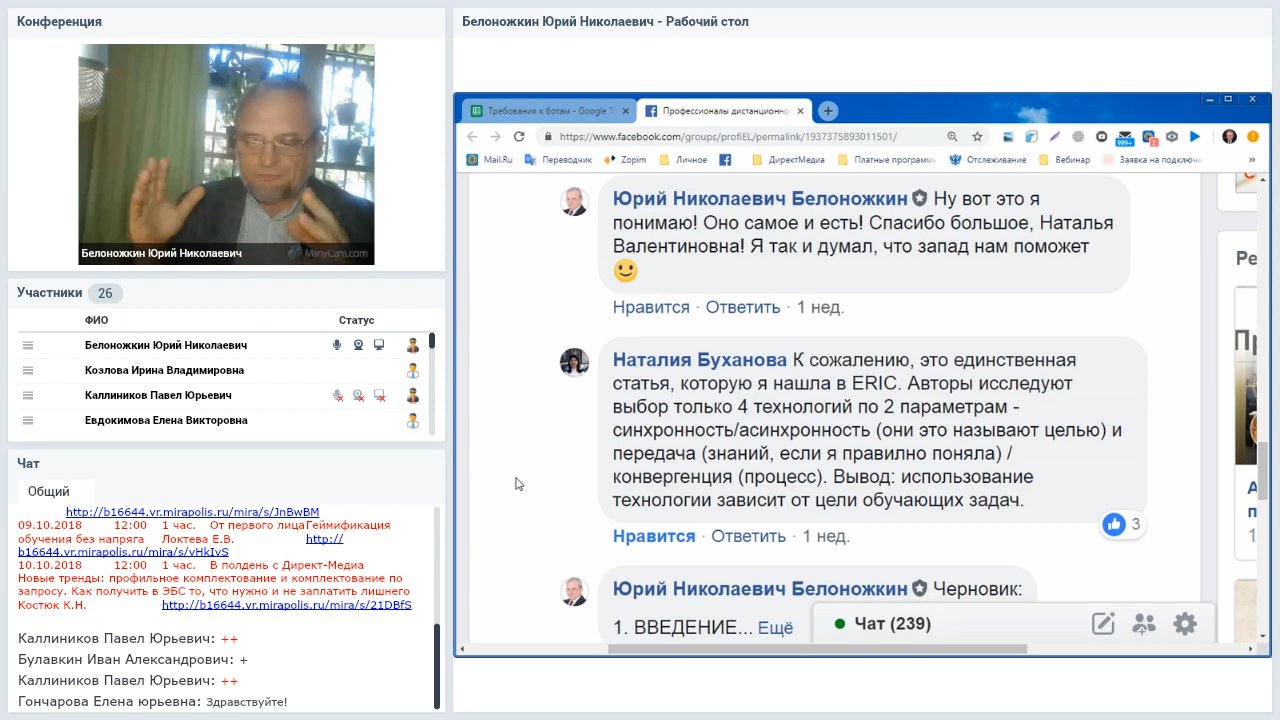 Конференция
Белоножкин Юрий Николаевич
ManyCam.com
Участники 26
ФИО Статус
Белоножкин Юрий Николаевич
Козлова Ирина Владимировна
Каллиников Павел Юрьевич
Евдокимова Елена Викторовна
Чат
Общий
http://b16644.vr.mirapolis.ru/mira/s/JnBwBM
09.10.2018 12:00 1 час. От первого лицаГеймификация
обучения без напряга Локтева Е.В. http://
b16644.vr.mirapolis.ru/mira/s/vHkIvS
10.10.2018 12:00 1 час. В полдень с Директ-Медиа
Новые тренды: профильное комплектование и комплектование по
запросу. Как получить в ЭБС то, что нужно и не заплатить лишнего
Костюк К.Н. http://b16644.vr.mirapolis.ru/mira/s/21DBfS
Каллиников Павел Юрьевич: ++
Булавкин Иван Александрович: +
Каллиников Павел Юрьевич: ++
Гончарова Елена юрьевна: Здравствуйте!
Белоножкин Юрий Николаевич - Рабочий стол
Требования к ботам - Google Т
Профессионалы дистанционно
https://www.facebook.com/groups/profiEL/permalink/1937375893011501/
999+
2
Mail.Ru Переводчик Zopim Личное ДиректМедиа Платные программ Отслеживание Вебинар Заявка на подключе »
Юрий Николаевич Белоножкин Ну вот это я
понимаю! Оно самое и есть! Спасибо большое, Наталья
Валентиновна! Я так и думал, что запад нам поможет
Нравится · Ответить · 1 нед.
Наталия Буханова К сожалению, это единственная
статья, которую я нашла в ERIC. Авторы исследуют
выбор только 4 технологий по 2 параметрам -
синхронность/асинхронность (они это называют целью) и
передача (знаний, если я правилно поняла) /
конвергенция (процесс). Вывод: использование
технологии зависит от цели обучающих задач.
3
Нравится · Ответить · 1 нед.
Юрий Николаевич Белоножкин Черновик:
1. ВВЕДЕНИЕ... Ещё
Чат (239)
Ре